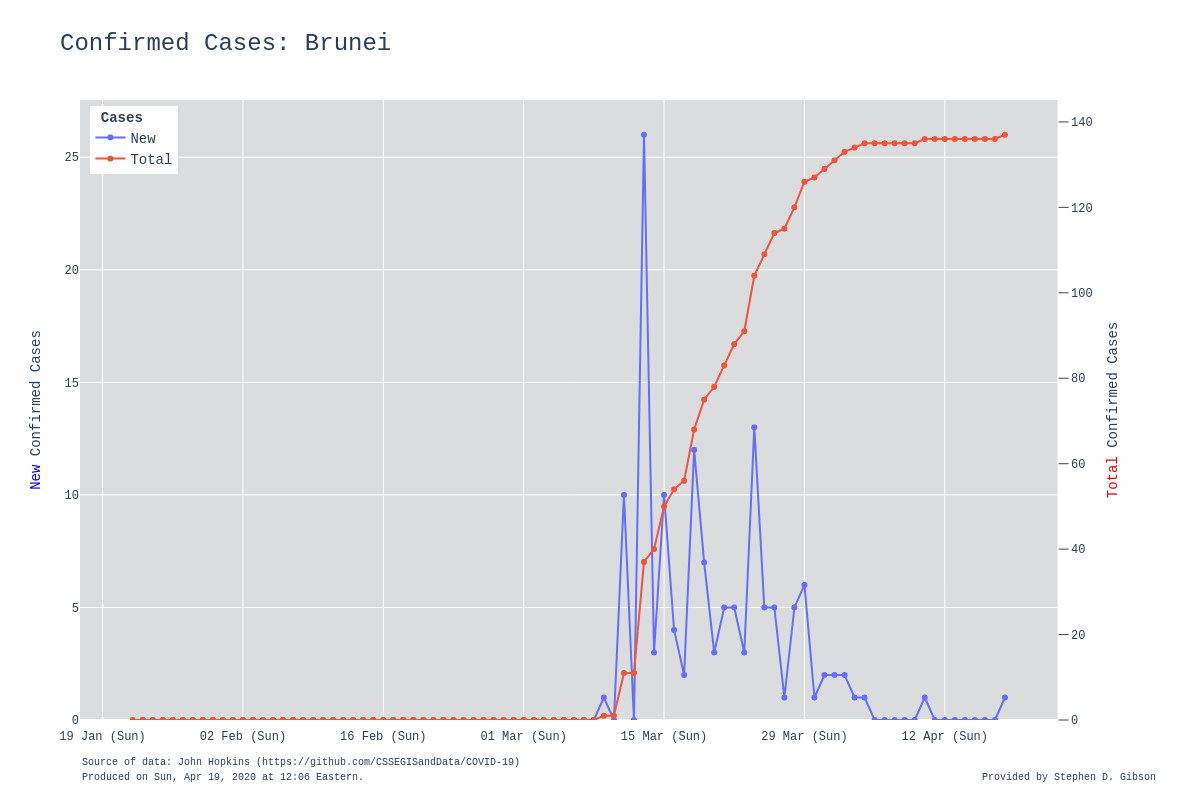 Confirmed Cases: Brunei
Cases
New
Total
25
20
15
10
5
0
140
120
100
80
60
40
20
0
New Confirmed Cases
Total Confirmed Cases
19 Jan (Sun) 02 Feb (Sun) 16 Feb (Sun) 01 Mar (Sun) 15 Mar (Sun) 29 Mar (Sun) 12 Apr (Sun)
Source of data: John Hopkins (https://github.com/CSSEGISandData/COVID-19)
Produced on Sun, Apr 19, 2020 at 12:06 Eastern.
Provided by Stephen D. Gibson